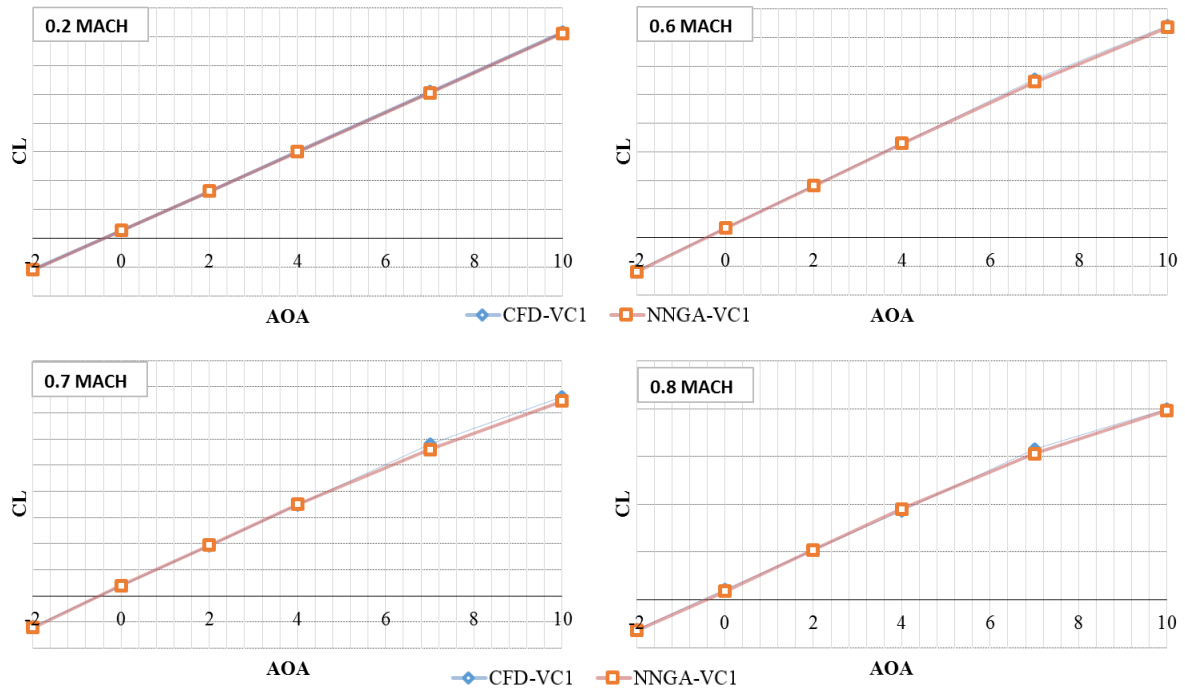 0.2 MACH
CL
-2 0 2 4 6 8 10
AOA
0.6 MACH
CL
-2 0 2 4 6 8 10
AOA
CFD-VC1 NNGA-VC1
0.7 MACH
CL
-2 0 2 4 6 8 10
AOA
0.8 MACH
CL
-2 0 2 4 6 8 10
AOA
CFD-VC1 NNGA-VC1